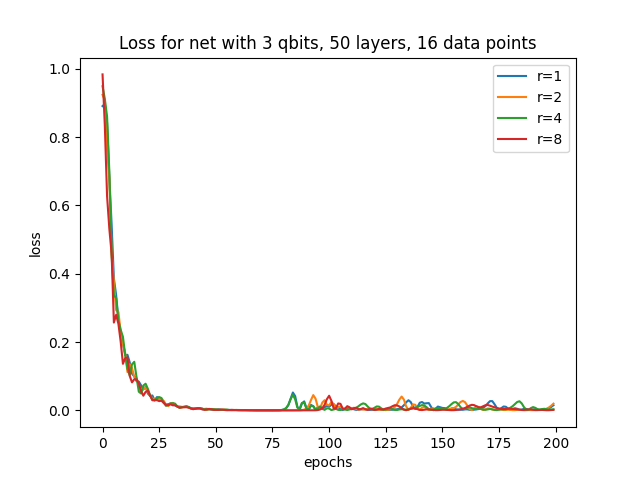 Loss for net with 3 qbits, 50 layers, 16 data points
1.0
0.8
0.6
0.4
0.2
0.0
loss
r=1
r=2
r=4
r=8
0 25 50 75 100 125 150 175 200
epochs